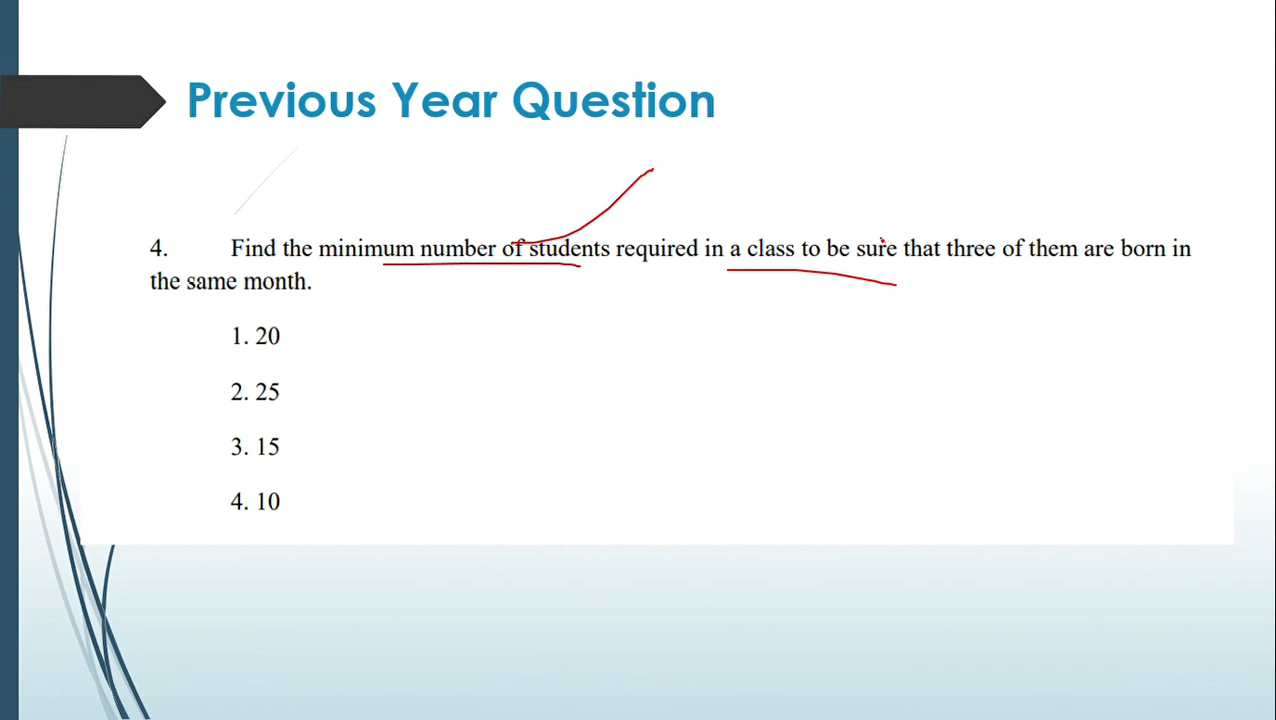 Previous Year Question
4. Find the minimum number of students required in a class to be sure that three of them are born in
the same month.
1. 20
2. 25
3. 15
4. 10